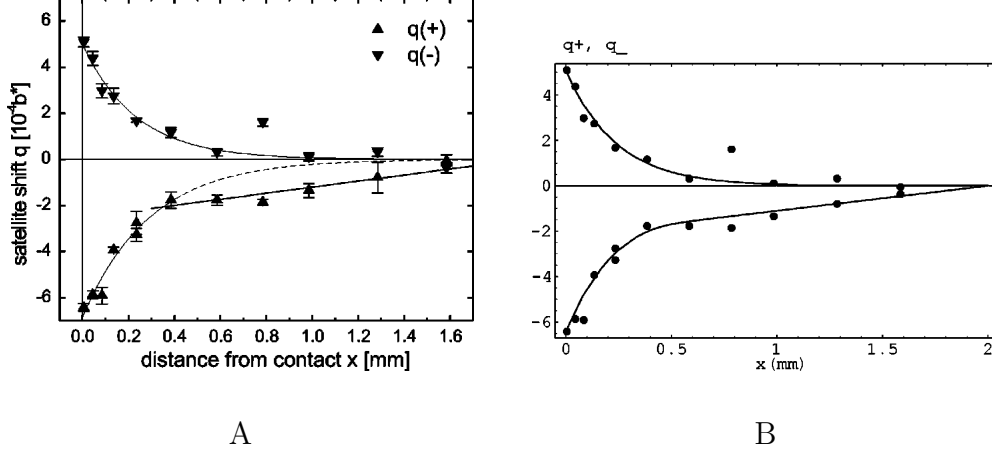 6
4
2
0
-2
-4
-6
satellite shift q [10⁻⁴b*]
q(+)
q(-)
0.0 0.2 0.4 0.6 0.8 1.0 1.2 1.4 1.6
distance from contact x [mm]
A
q+, q_
4
2
0
-2
-4
-6
0 0.5 1 1.5 2
x (mm)
B